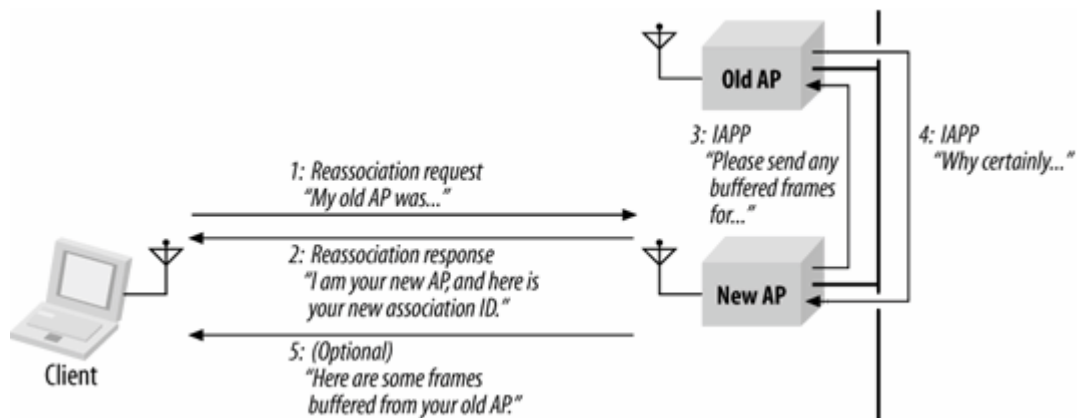 Old AP
3: IAPP
"Please send any
buffered frames
for..."
4: IAPP
"Why certainly..."
1: Reassociation request
"My old AP was..."
2: Reassociation response
"I am your new AP, and here is
your new association ID."
New AP
5: (Optional)
"Here are some frames
buffered from your old AP."
Client